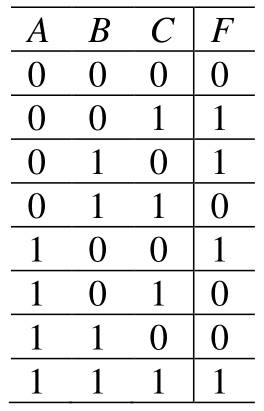 A B C F
0 0 0 0
0 0 1 1
0 1 0 1
0 1 1 0
1 0 0 1
1 0 1 0
1 1 0 0
1 1 1 1